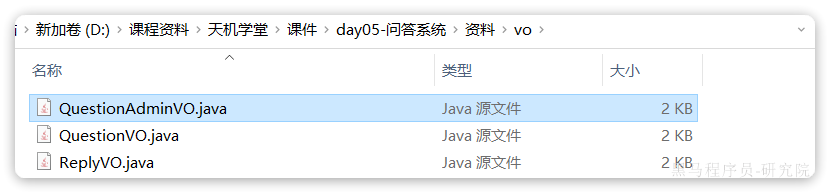 新加卷 (D:) › 课程资料 › 天机学堂 › 课件 › day05-问答系统 › 资料 › vo ›
名称 类型 大小
QuestionAdminVO.java Java 源文件 2 KB
QuestionVO.java Java 源文件 2 KB
ReplyVO.java Java 源文件 2 KB
黑马程序员-研究院